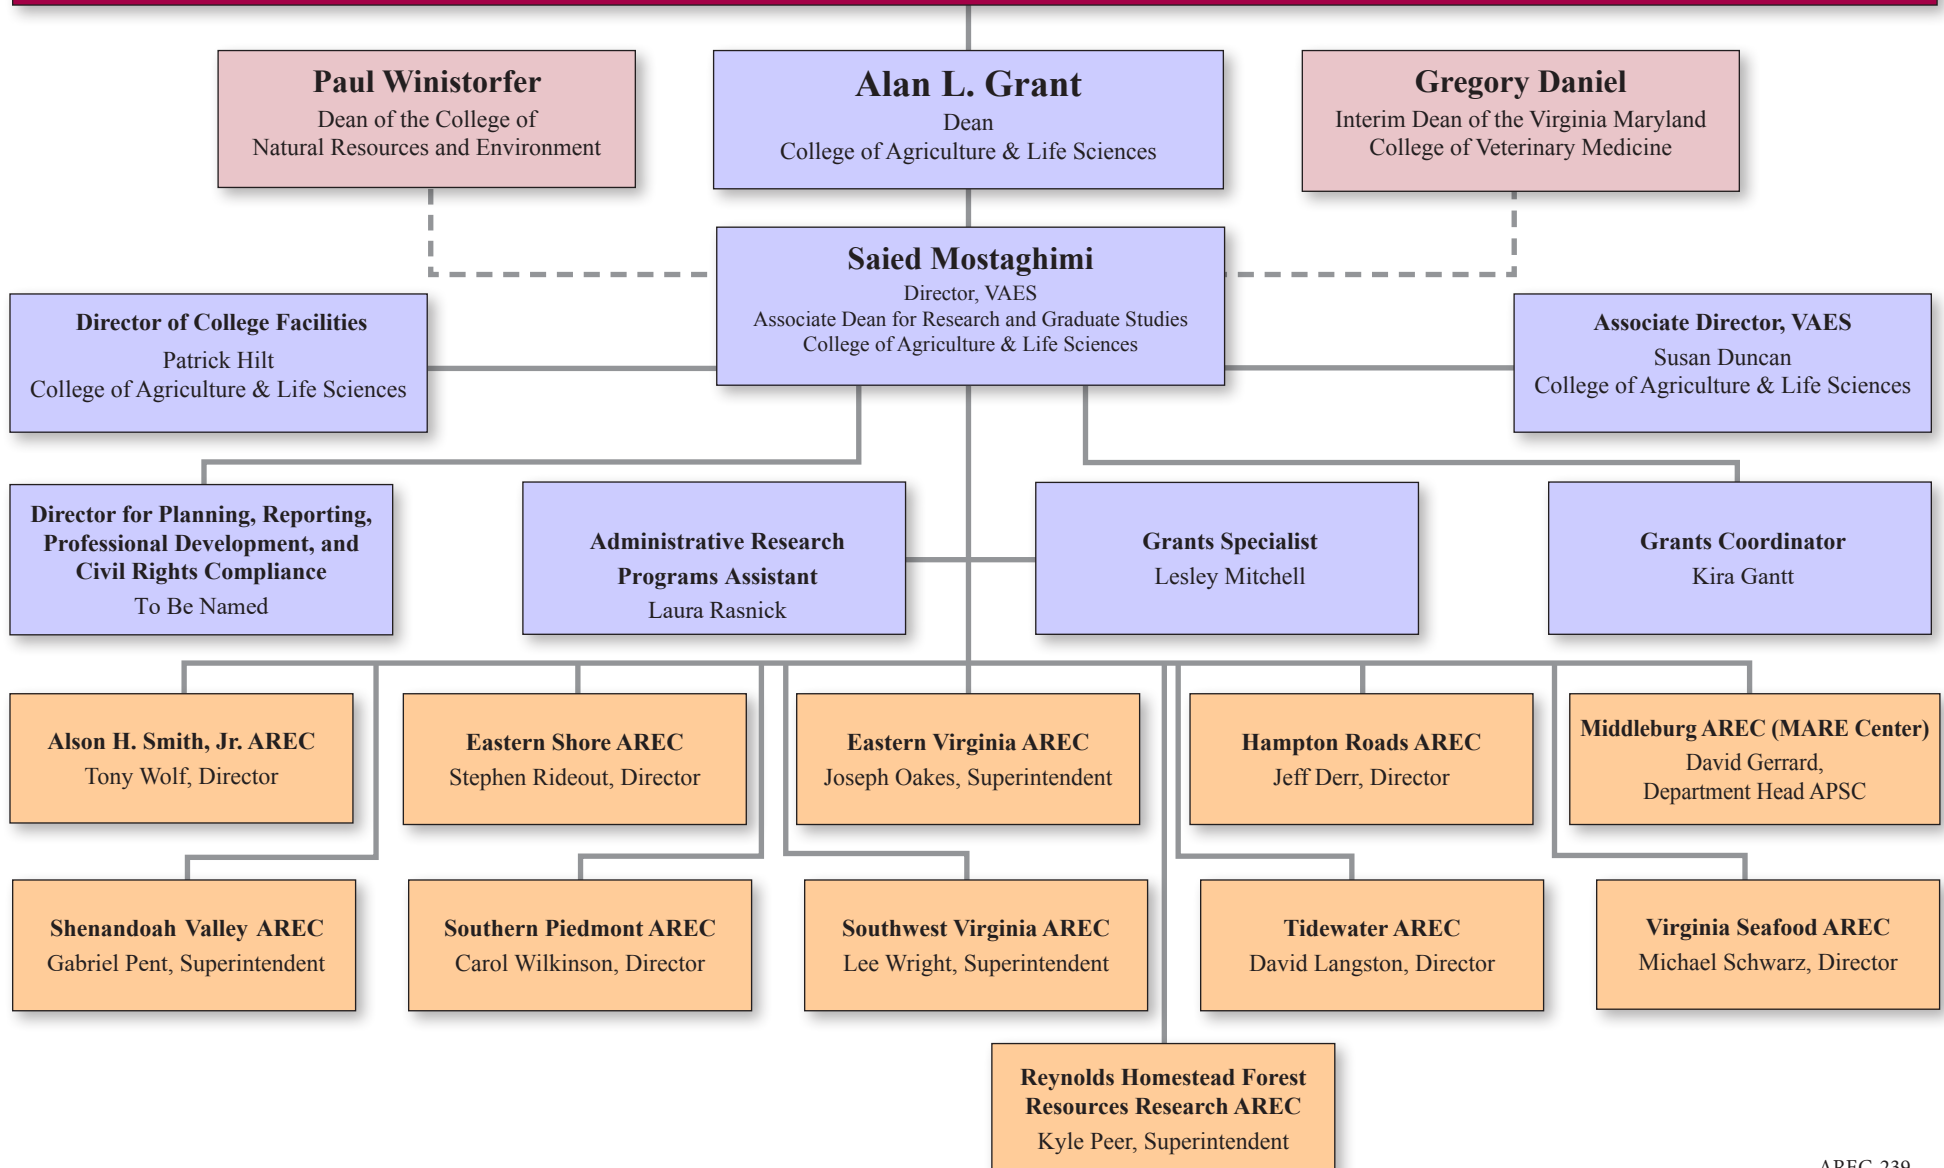 Paul Winistorfer
Dean of the College of
Natural Resources and Environment
Alan L. Grant
Dean
College of Agriculture & Life Sciences
Gregory Daniel
Interim Dean of the Virginia Maryland
College of Veterinary Medicine
Saied Mostaghimi
Director, VAES
Associate Dean for Research and Graduate Studies
College of Agriculture & Life Sciences
Director of College Facilities
Patrick Hilt
College of Agriculture & Life Sciences
Associate Director, VAES
Susan Duncan
College of Agriculture & Life Sciences
Director for Planning, Reporting,
Professional Development, and
Civil Rights Compliance
To Be Named
Administrative Research
Programs Assistant
Laura Rasnick
Grants Specialist
Lesley Mitchell
Grants Coordinator
Kira Gantt
Alson H. Smith, Jr. AREC
Tony Wolf, Director
Eastern Shore AREC
Stephen Rideout, Director
Eastern Virginia AREC
Joseph Oakes, Superintendent
Hampton Roads AREC
Jeff Derr, Director
Middleburg AREC (MARE Center)
David Gerrard,
Department Head APSC
Shenandoah Valley AREC
Gabriel Pent, Superintendent
Southern Piedmont AREC
Carol Wilkinson, Director
Southwest Virginia AREC
Lee Wright, Superintendent
Tidewater AREC
David Langston, Director
Virginia Seafood AREC
Michael Schwarz, Director
Reynolds Homestead Forest
Resources Research AREC
Kyle Peer, Superintendent
AREC-239